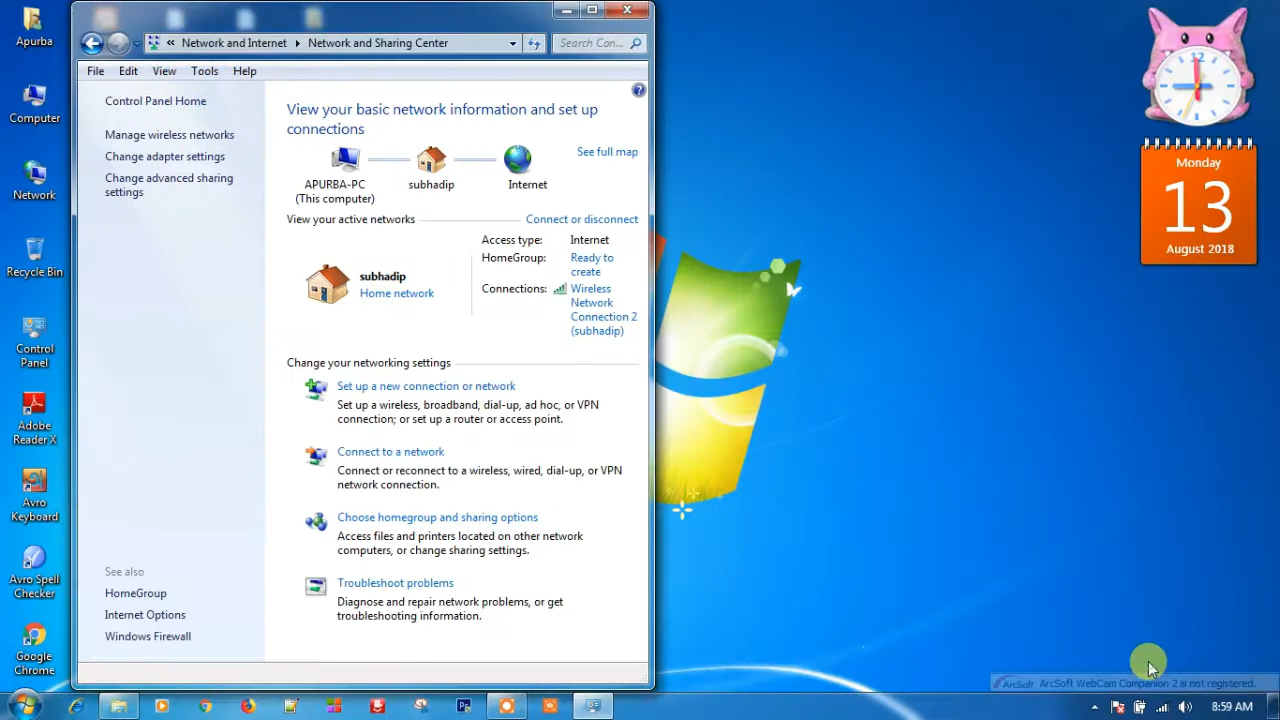 Apurba
Computer
Network
Recycle Bin
Control
Panel
Adobe
Reader X
Avro
Keyboard
Avro Spell
Checker
Google
Chrome
« Network and Internet ▸ Network and Sharing Center
Search Con...
File Edit View Tools Help
Control Panel Home
Manage wireless networks
Change adapter settings
Change advanced sharing
settings
See also
HomeGroup
Internet Options
Windows Firewall
View your basic network information and set up
connections
See full map
APURBA-PC
(This computer)
subhadip
Internet
View your active networks
Connect or disconnect
subhadip
Home network
Access type: Internet
HomeGroup: Ready to
create
Connections: Wireless
Network
Connection 2
(subhadip)
Change your networking settings
Set up a new connection or network
Set up a wireless, broadband, dial-up, ad hoc, or VPN
connection; or set up a router or access point.
Connect to a network
Connect or reconnect to a wireless, wired, dial-up, or VPN
network connection.
Choose homegroup and sharing options
Access files and printers located on other network
computers, or change sharing settings.
Troubleshoot problems
Diagnose and repair network problems, or get
troubleshooting information.
12
Monday
13
August 2018
ArcSoft ArcSoft WebCam Companion 2 is not registered.
8:59 AM